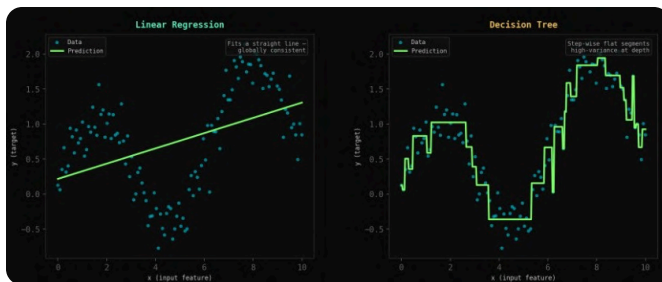 Linear Regression
Data
Prediction
Fits a straight line —
globally consistent
2.0
1.5
1.0
0.5
0.0
−0.5
y (target)
0
2
4
6
8
10
x (input feature)
Decision Tree
Data
Prediction
Step-wise flat segments
high-variance at depth
2.0
1.5
1.0
0.5
0.0
−0.5
y (target)
0
2
4
6
8
10
x (input feature)